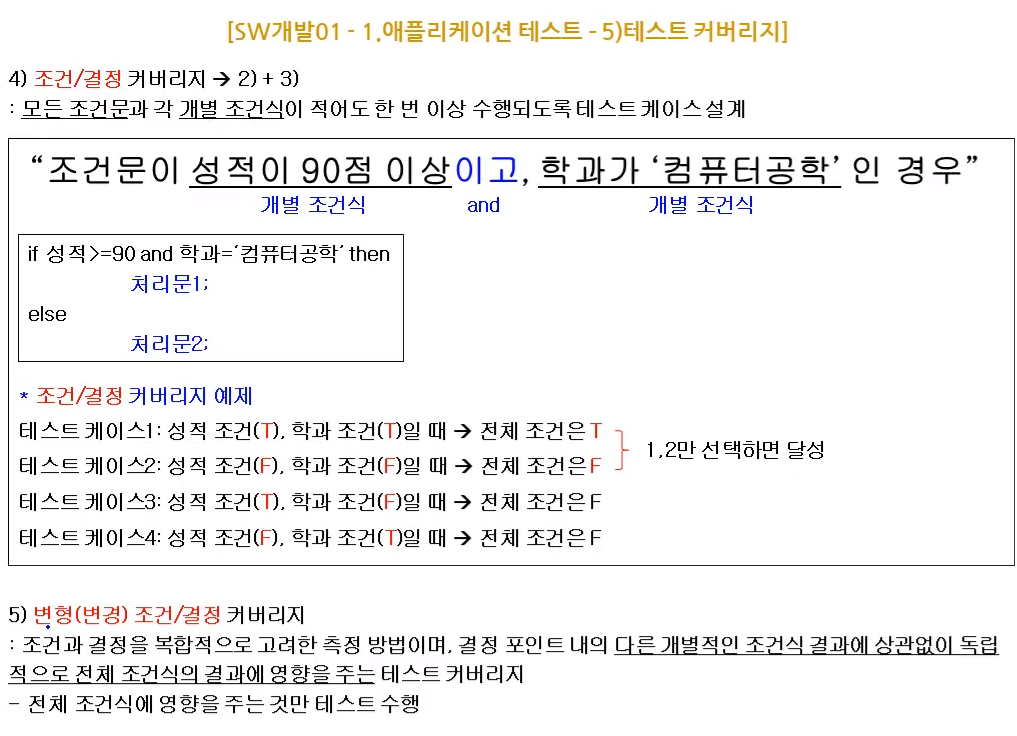 [SW개발01 - 1.애플리케이션 테스트 - 5)테스트 커버리지]
4) 조건/결정 커버리지 → 2) + 3)
: 모든 조건문과 각 개별 조건식이 적어도 한 번 이상 수행되도록 테스트 케이스 설계
“조건문이 성적이 90점 이상이고, 학과가 ‘컴퓨터공학’ 인 경우”
개별 조건식 and 개별 조건식
if 성적>=90 and 학과=‘컴퓨터공학’ then
처리문1;
else
처리문2;
* 조건/결정 커버리지 예제
테스트 케이스1: 성적 조건(T), 학과 조건(T)일 때 → 전체 조건은 T
1,2만 선택하면 달성
테스트 케이스2: 성적 조건(F), 학과 조건(F)일 때 → 전체 조건은 F
테스트 케이스3: 성적 조건(T), 학과 조건(F)일 때 → 전체 조건은 F
테스트 케이스4: 성적 조건(F), 학과 조건(T)일 때 → 전체 조건은 F
5) 변형(변경) 조건/결정 커버리지
: 조건과 결정을 복합적으로 고려한 측정 방법이며, 결정 포인트 내의 다른 개별적인 조건식 결과에 상관없이 독립
적으로 전체 조건식의 결과에 영향을 주는 테스트 커버리지
- 전체 조건식에 영향을 주는 것만 테스트 수행